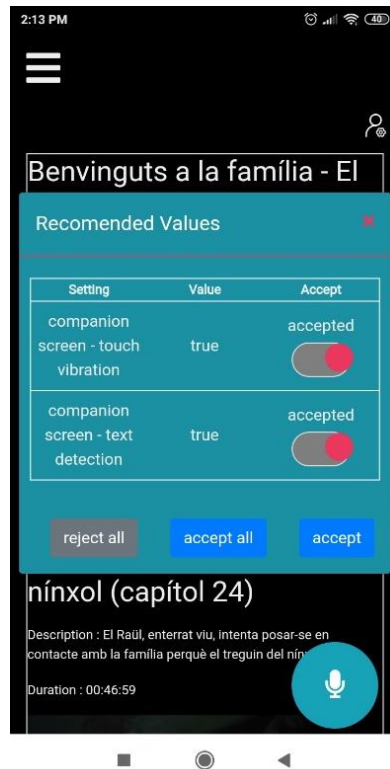 2:13 PM
40
Benvinguts a la família - El
Recomended Values
Setting Value Accept
companion
screen - touch
vibration
true
accepted
companion
screen - text
detection
true
accepted
reject all accept all accept
nínxol (capítol 24)
Description : El Raül, enterrat viu, intenta posar-se en
contacte amb la família perquè el treguin del
Duration : 00:46:59